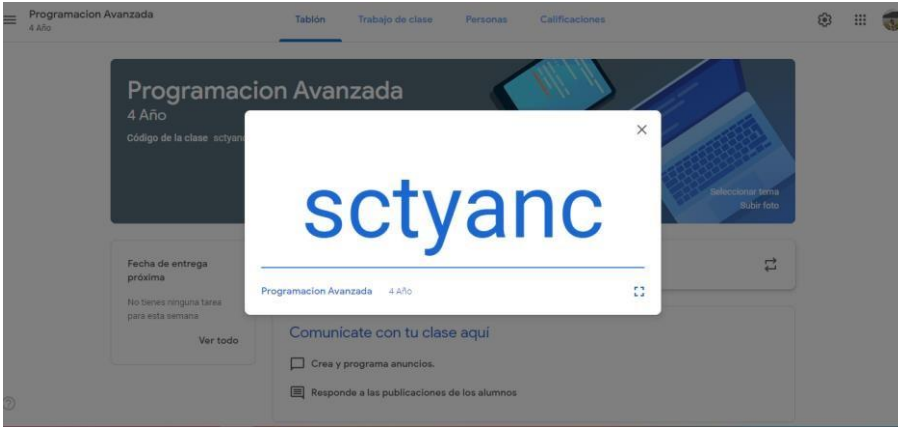 Programacion Avanzada
4 Año
Tablón
Trabajo de clase
Personas
Calificaciones
Programacion Avanzada
4 Año
Código de la clase sctyanc
Seleccionar tema
Subir foto
sctyanc
Programacion Avanzada 4 Año
Fecha de entrega
próxima
No tienes ninguna tarea
para esta semana
Ver todo
Comunícate con tu clase aquí
Crea y programa anuncios.
Responde a las publicaciones de los alumnos